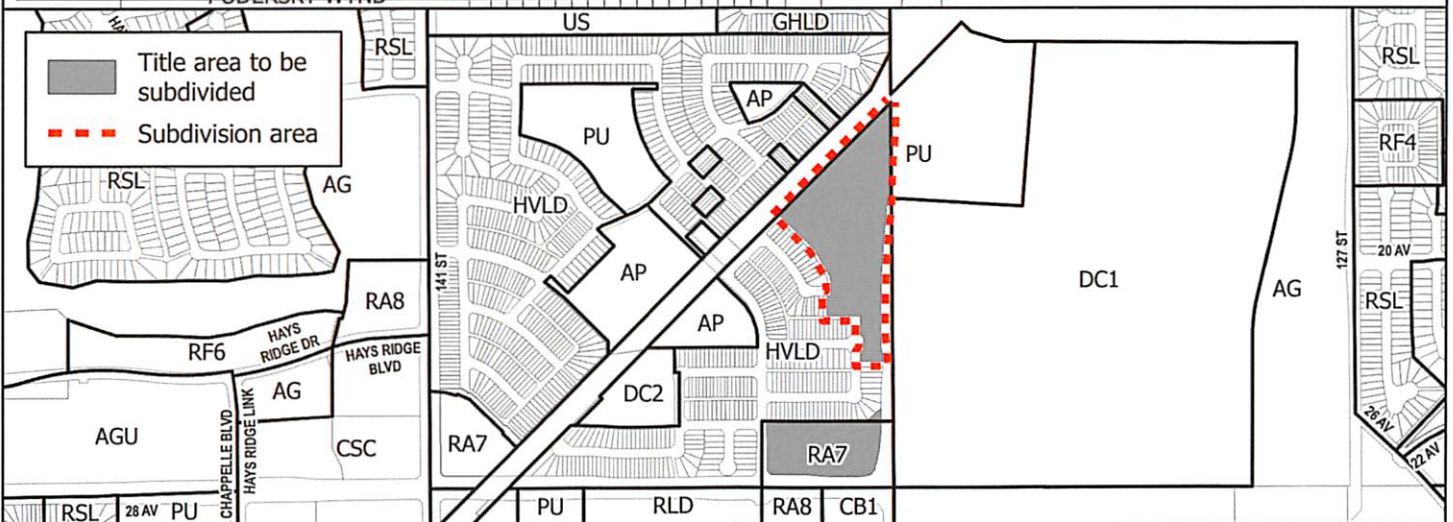 US
GHLD
RSL
Title area to be
subdivided
Subdivision area
AP
PU
PU
RSL
RF4
RSL
AG
HVLD
141 ST
AP
DC1
AG
127 ST
20 AV
RSL
RA8
AP
HVLD
RF6
HAYS
RIDGE DR
HAYS RIDGE
BLVD
AG
DC2
AGU
CHAPPELLE BLVD
HAYS RIDGE LINK
CSC
RA7
RA7
26 AV
22 AV
RSL
28 AV
PU
PU
RLD
RA8
CB1